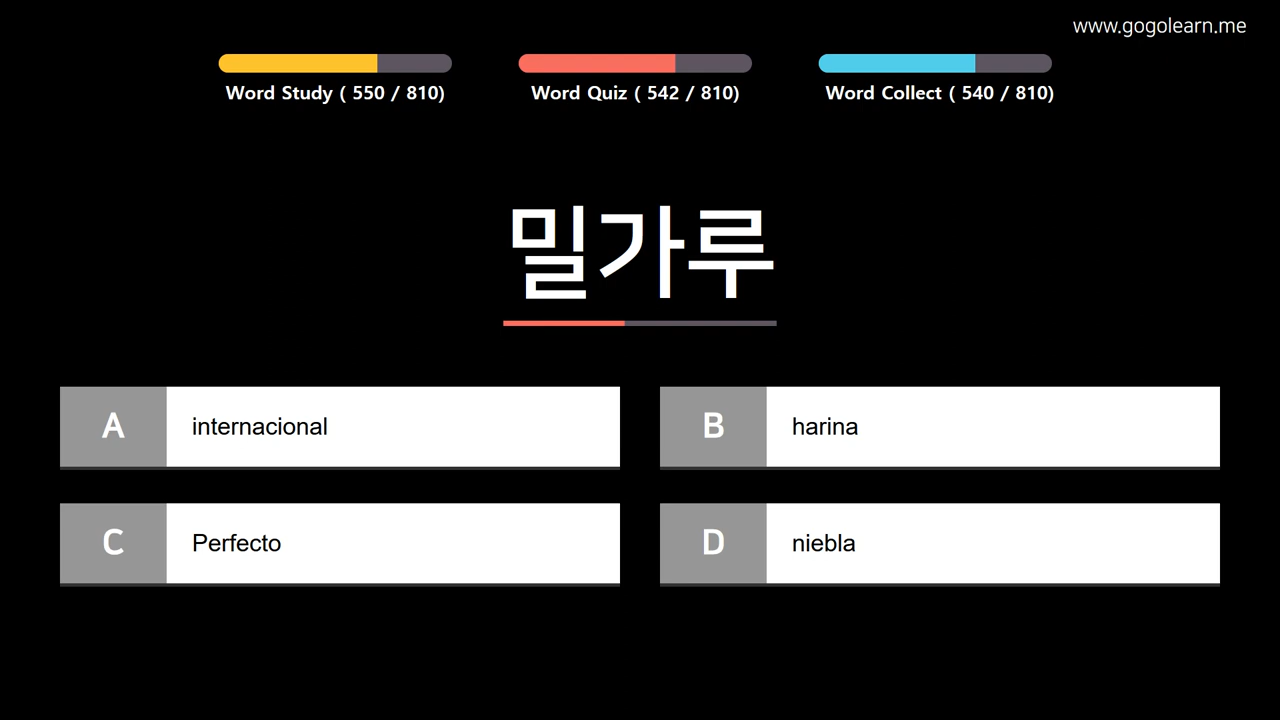 www.gogolearn.me
Word Study ( 550 / 810)
Word Quiz ( 542 / 810)
Word Collect ( 540 / 810)
밀가루
A internacional
B harina
C Perfecto
D niebla